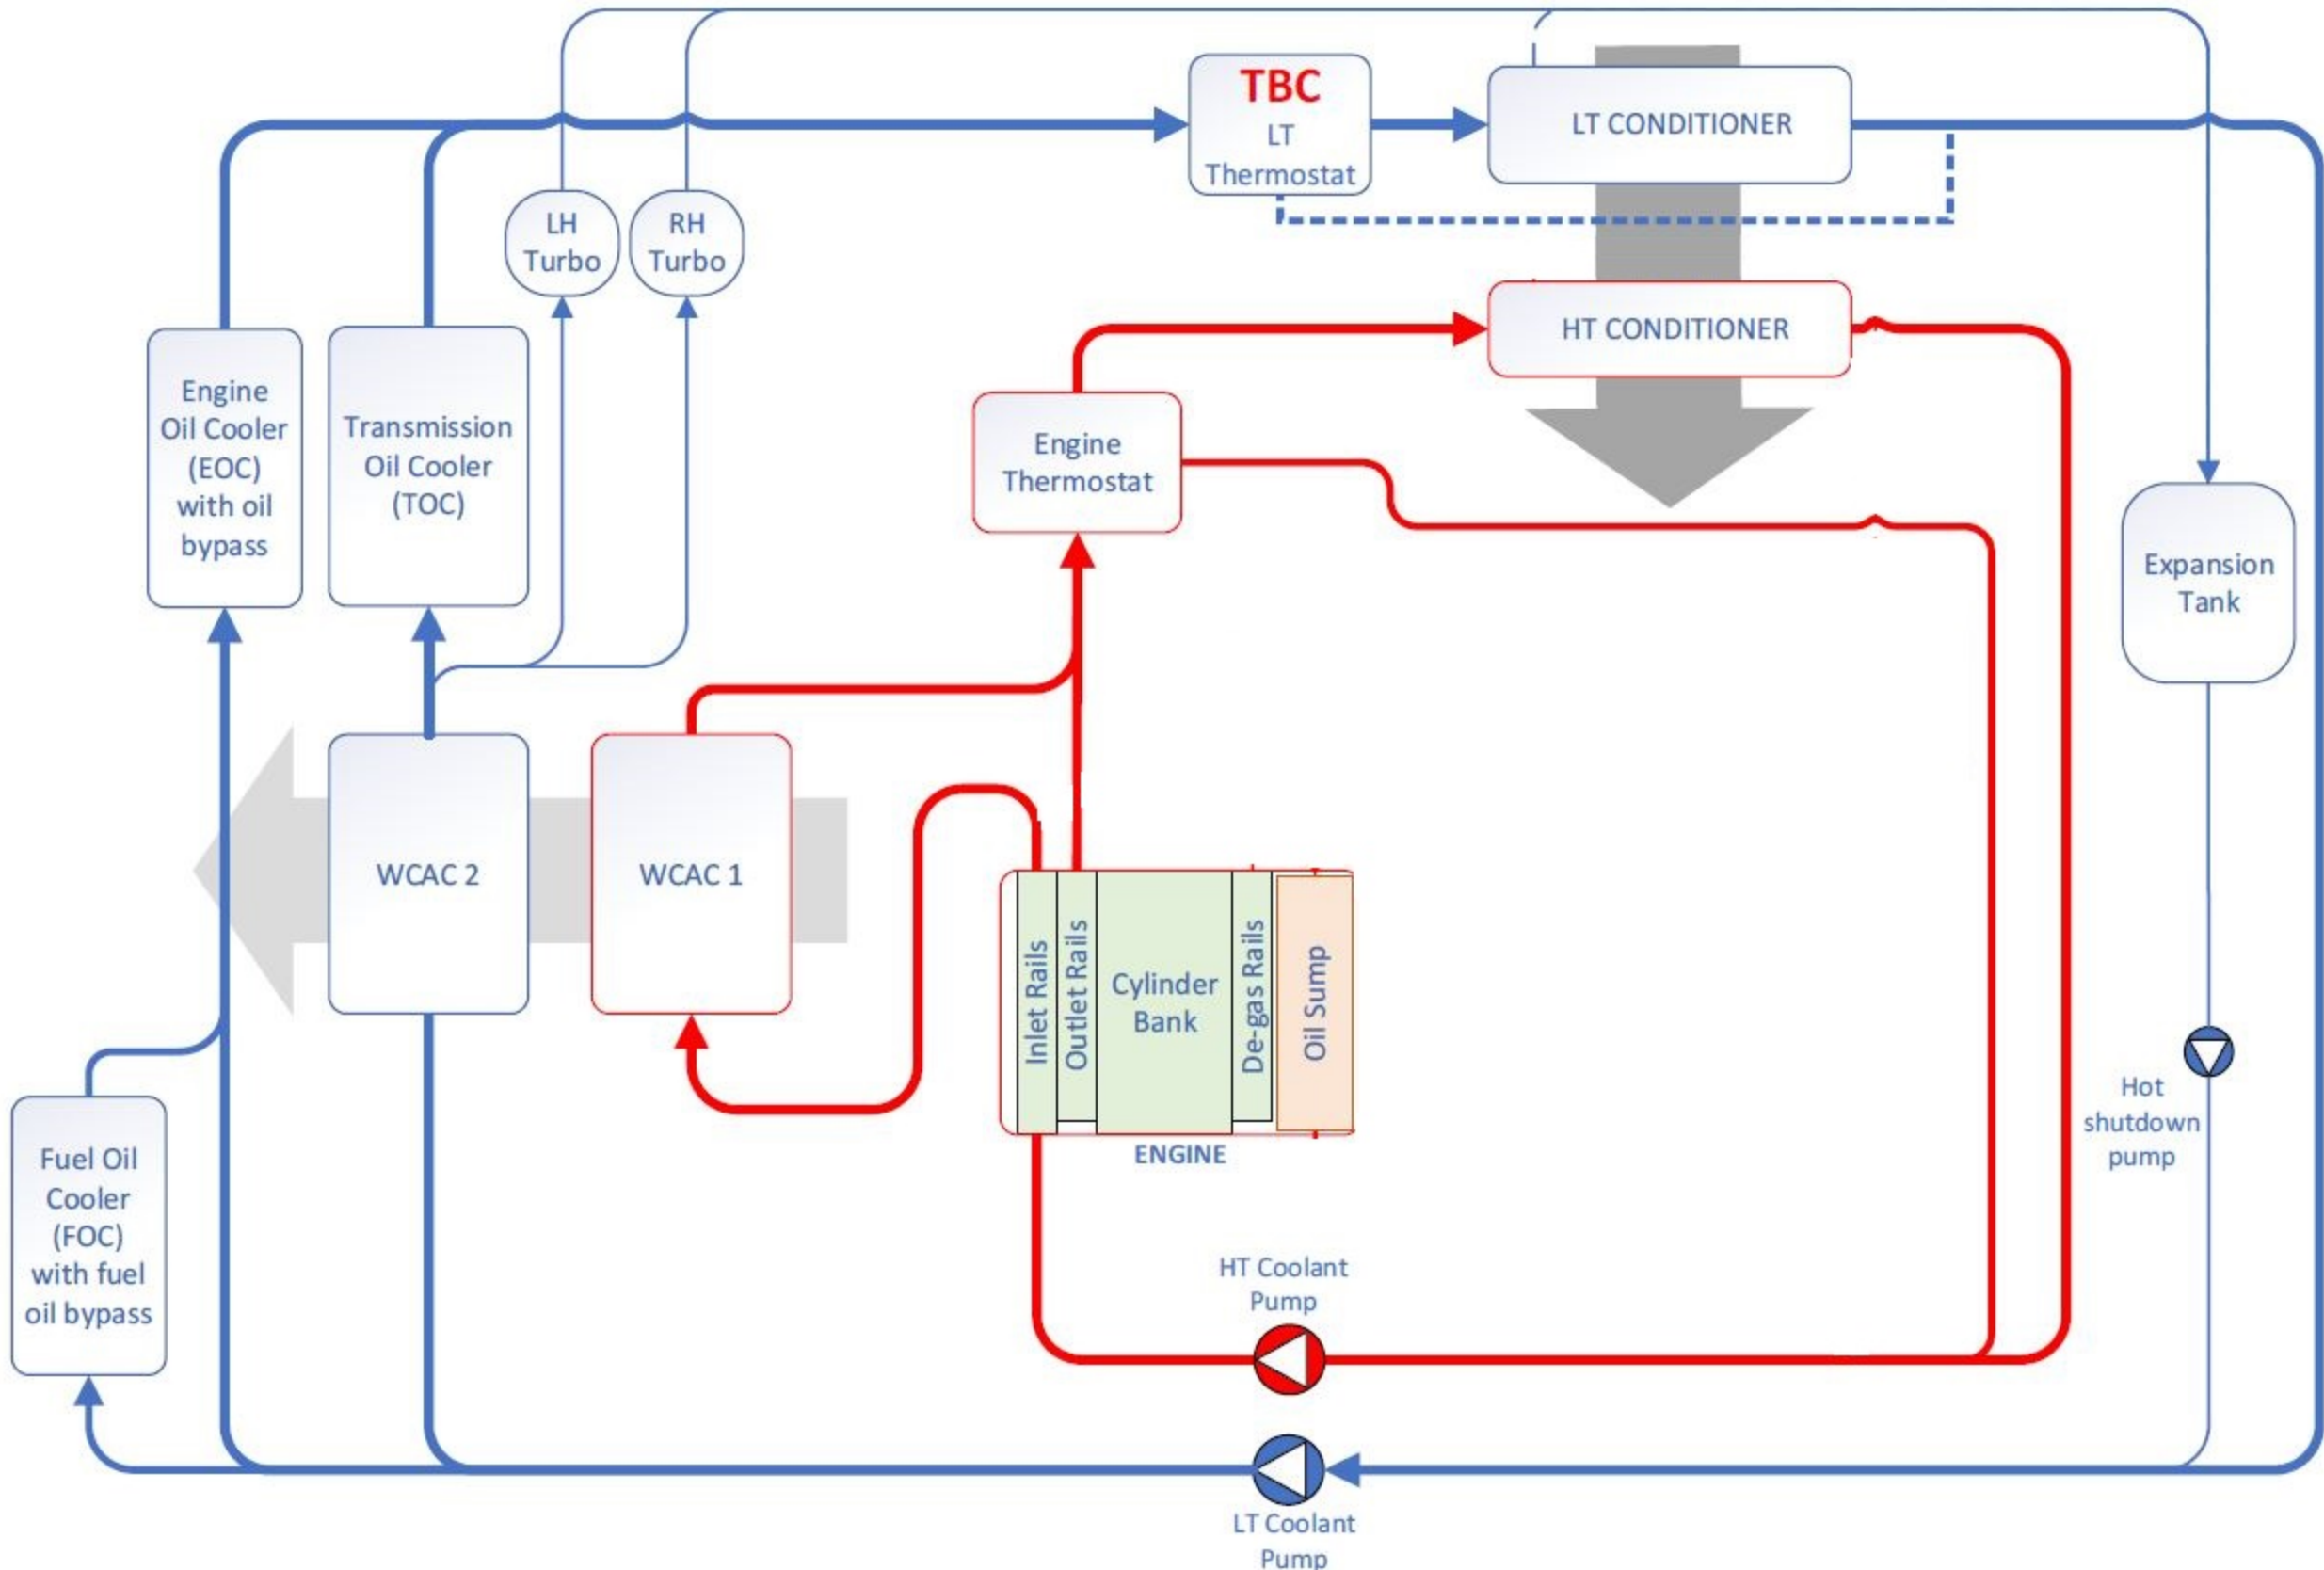 TBC
LT
Thermostat
LT CONDITIONER
LH
Turbo
RH
Turbo
HT CONDITIONER
Engine
Oil Cooler
(EOC)
with oil
bypass
Transmission
Oil Cooler
(TOC)
Engine
Thermostat
Expansion
Tank
WCAC 2
WCAC 1
Inlet Rails
Outlet Rails
Cylinder
Bank
De-gas Rails
Oil Sump
ENGINE
Hot
shutdown
pump
Fuel Oil
Cooler
(FOC)
with fuel
oil bypass
HT Coolant
Pump
LT Coolant
Pump